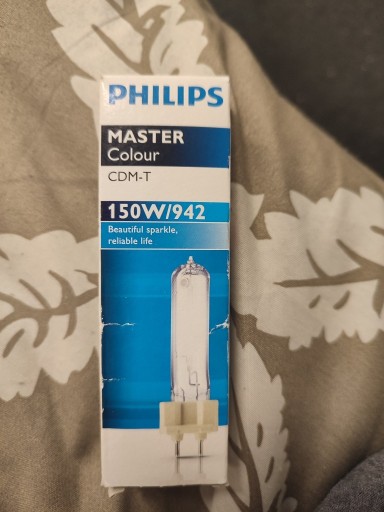 PHILIPS
MASTER
Colour
CDM-T
150W/942
Beautiful sparkle,
reliable life